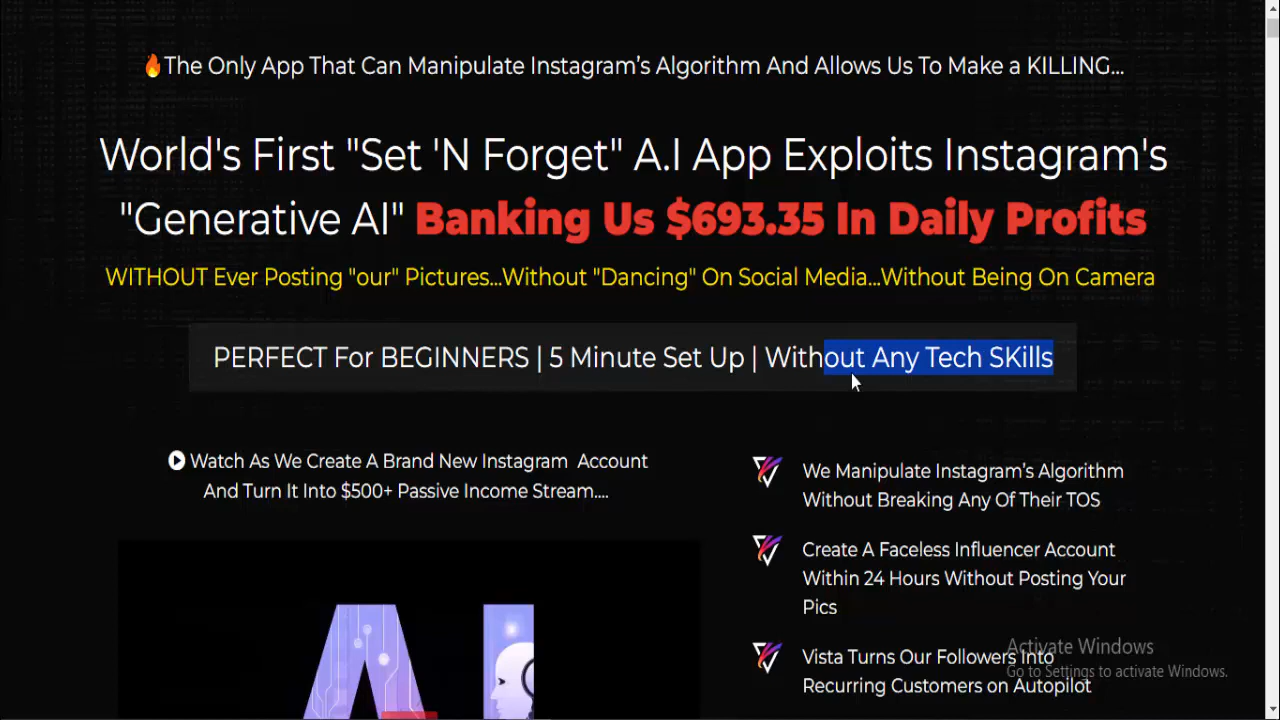 🔥The Only App That Can Manipulate Instagram's Algorithm And Allows Us To Make a KILLING...
World's First "Set 'N Forget" A.I App Exploits Instagram's
"Generative AI" Banking Us $693.35 In Daily Profits
WITHOUT Ever Posting "our" Pictures...Without "Dancing" On Social Media...Without Being On Camera
PERFECT For BEGINNERS | 5 Minute Set Up | Without Any Tech SKills
Watch As We Create A Brand New Instagram Account
And Turn It Into $500+ Passive Income Stream....
AI
We Manipulate Instagram's Algorithm
Without Breaking Any Of Their TOS
Create A Faceless Influencer Account
Within 24 Hours Without Posting Your
Pics
Vista Turns Our Followers Into
Recurring Customers on Autopilot
Activate Windows
Go to Settings to activate Windows.